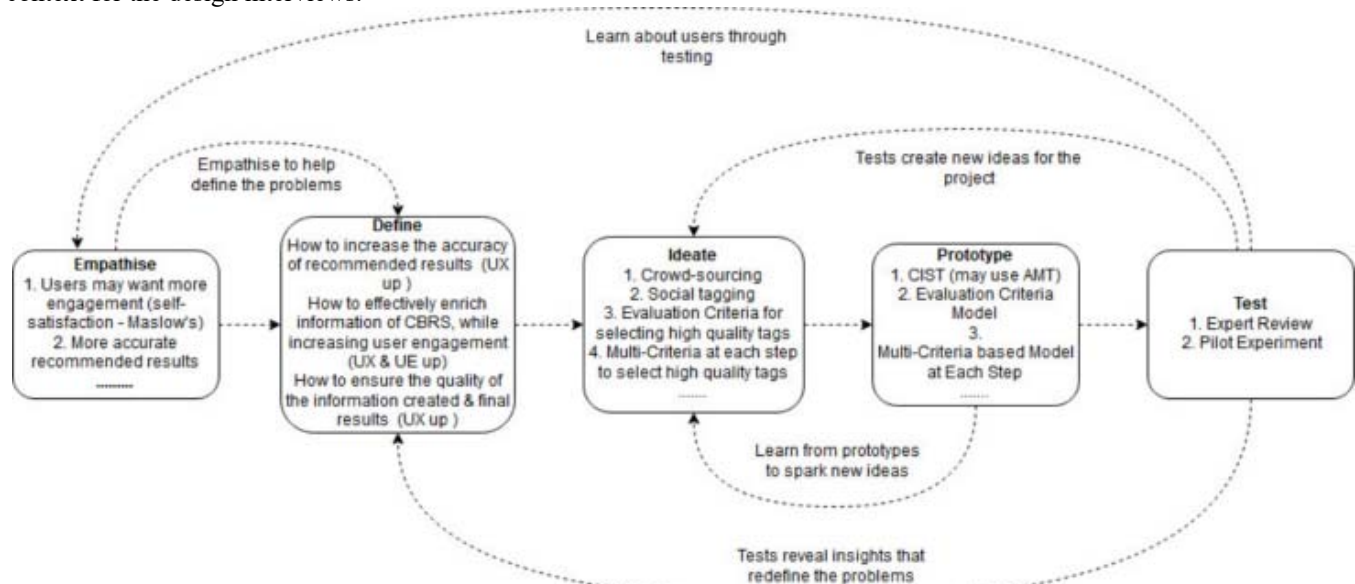 context for the design interviews.
Learn about users through
testing
Empathise to help
define the problems
Tests create new ideas for the
project
Empathise
1. Users may want more
engagement (self-
satisfaction - Maslow's)
2. More accurate
recommended results
.........
Define
How to increase the accuracy
of recommended results (UX
up )
How to effectively enrich
information of CBRS, while
increasing user engagement
(UX & UE up)
How to ensure the quality of
the information created & final
results (UX up )
Ideate
1. Crowd-sourcing
2. Social tagging
3. Evaluation Criteria for
selecting high quality tags
4. Multi-Criteria at each step
to select high quality tags
.......
Prototype
1. CIST (may use AMT)
2. Evaluation Criteria
Model
3.
Multi-Criteria based Model
at Each Step
.......
Test
1. Expert Review
2. Pilot Experiment
Learn from prototypes
to spark new ideas
Tests reveal insights that
redefine the problems